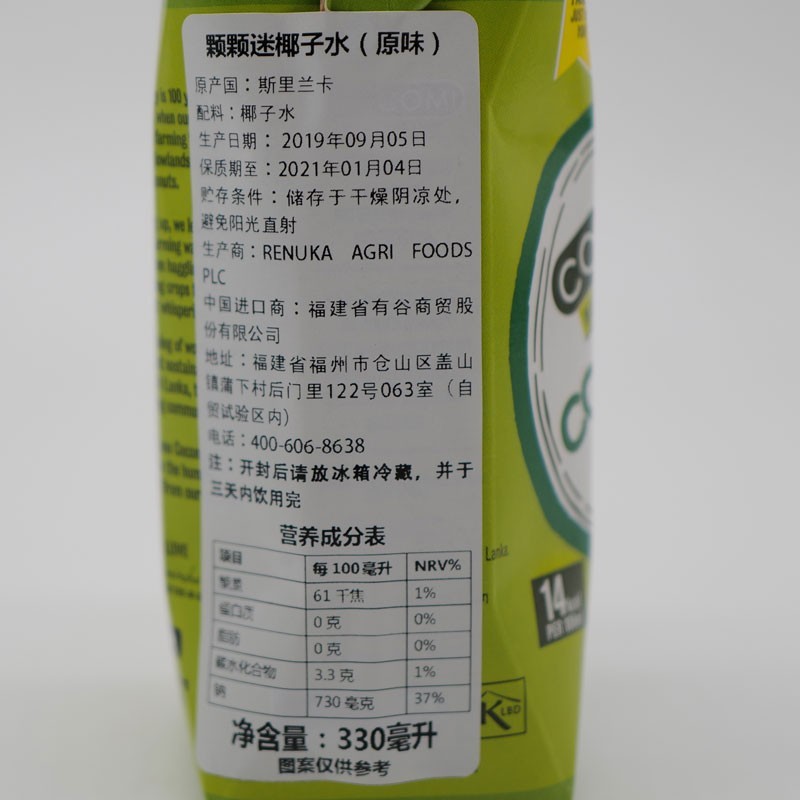 颗颗迷椰子水（原味）
原产国：斯里兰卡
配料：椰子水
生产日期：2019年09月05日
保质期至：2021年01月04日
贮存条件：储存于干燥阴凉处，
避免阳光直射
生产商：RENUKA AGRI FOODS
PLC
中国进口商：福建省有谷商贸股
份有限公司
地址：福建省福州市仓山区盖山
镇蒲下村后门里122号063室（自
贸试验区内）
电话：400-606-8638
注：开封后请放冰箱冷藏，并于
三天内饮用完
营养成分表
项目 每100毫升 NRV%
能量 61千焦 1%
蛋白质 0克 0%
脂肪 0克 0%
碳水化合物 3.3克 1%
钠 730毫克 37%
净含量：330毫升
图案仅供参考
Lanka
14
K LBD